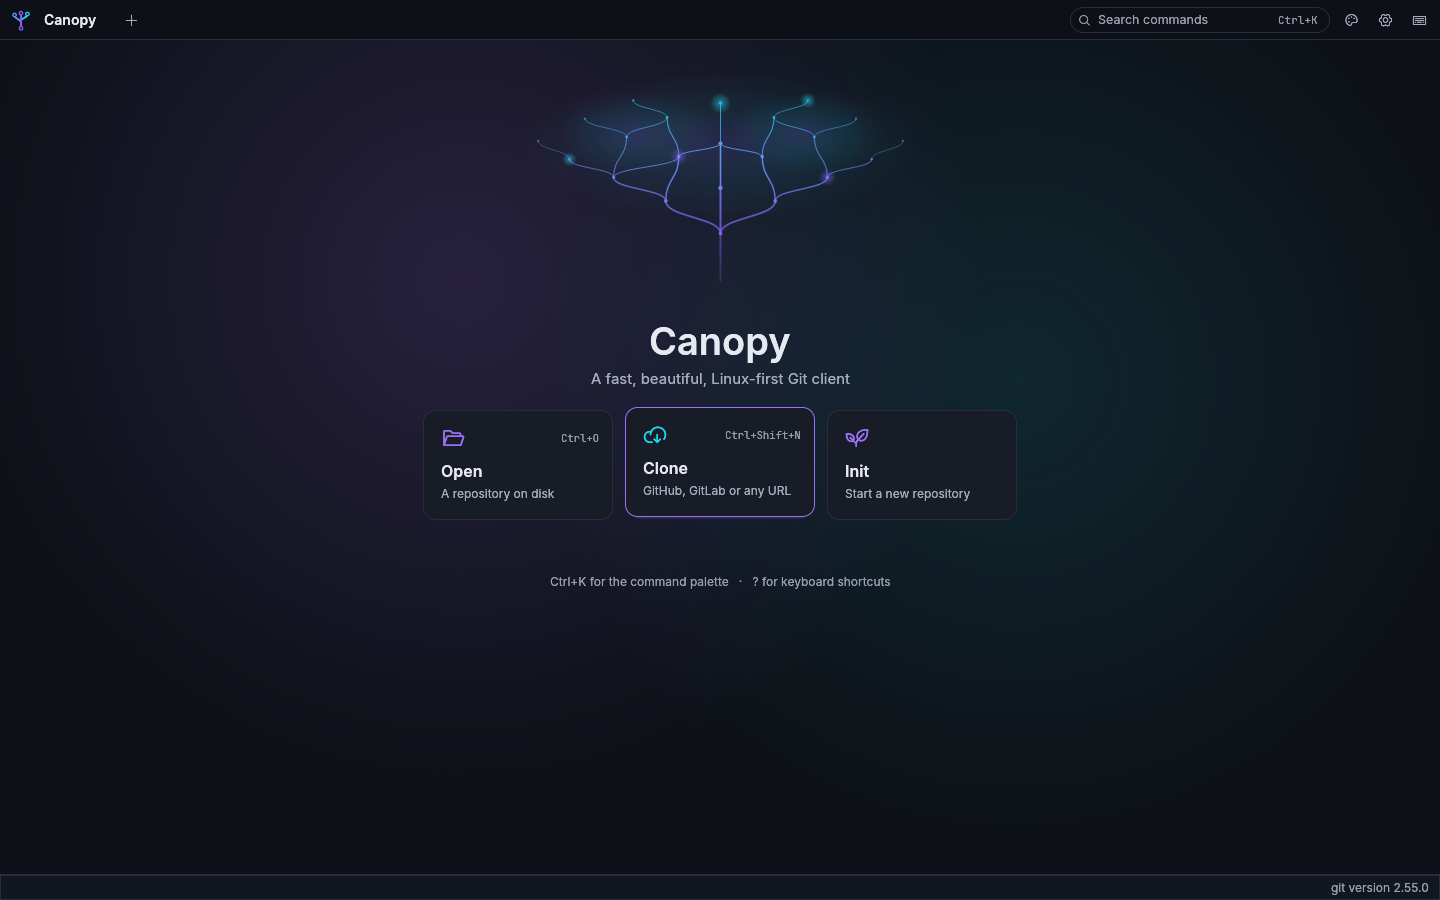 Canopy
Search commands Ctrl+K
Canopy
A fast, beautiful, Linux-first Git client
Ctrl+O
Open
A repository on disk
Ctrl+Shift+N
Clone
GitHub, GitLab or any URL
Init
Start a new repository
Ctrl+K for the command palette · ? for keyboard shortcuts
git version 2.55.0